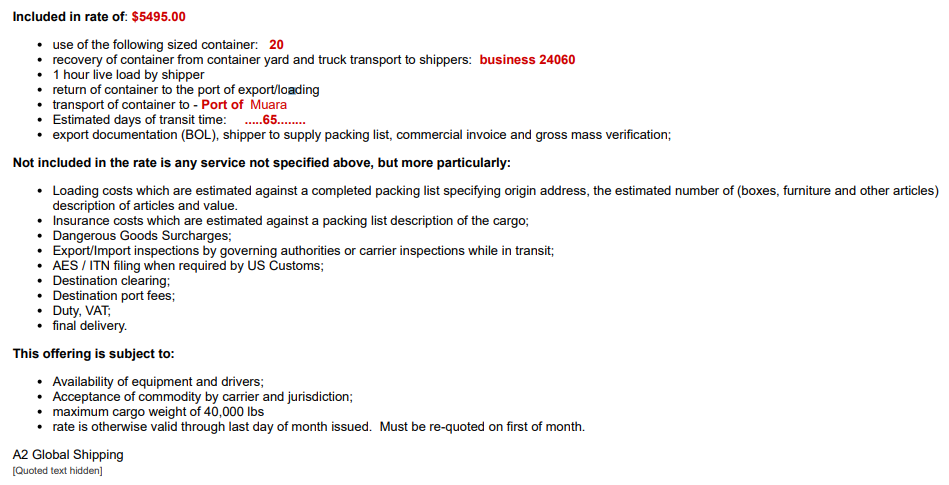 Included in rate of: $5495.00
• use of the following sized container: 20
• recovery of container from container yard and truck transport to shippers: business 24060
• 1 hour live load by shipper
• return of container to the port of export/loading
• transport of container to - Port of Muara
• Estimated days of transit time: .....65........
• export documentation (BOL), shipper to supply packing list, commercial invoice and gross mass verification;
Not included in the rate is any service not specified above, but more particularly:
• Loading costs which are estimated against a completed packing list specifying origin address, the estimated number of (boxes, furniture and other articles)
description of articles and value.
• Insurance costs which are estimated against a packing list description of the cargo;
• Dangerous Goods Surcharges;
• Export/Import inspections by governing authorities or carrier inspections while in transit;
• AES / ITN filing when required by US Customs;
• Destination clearing;
• Destination port fees;
• Duty, VAT;
• final delivery.
This offering is subject to:
• Availability of equipment and drivers;
• Acceptance of commodity by carrier and jurisdiction;
• maximum cargo weight of 40,000 lbs
• rate is otherwise valid through last day of month issued. Must be re-quoted on first of month.
A2 Global Shipping
[Quoted text hidden]